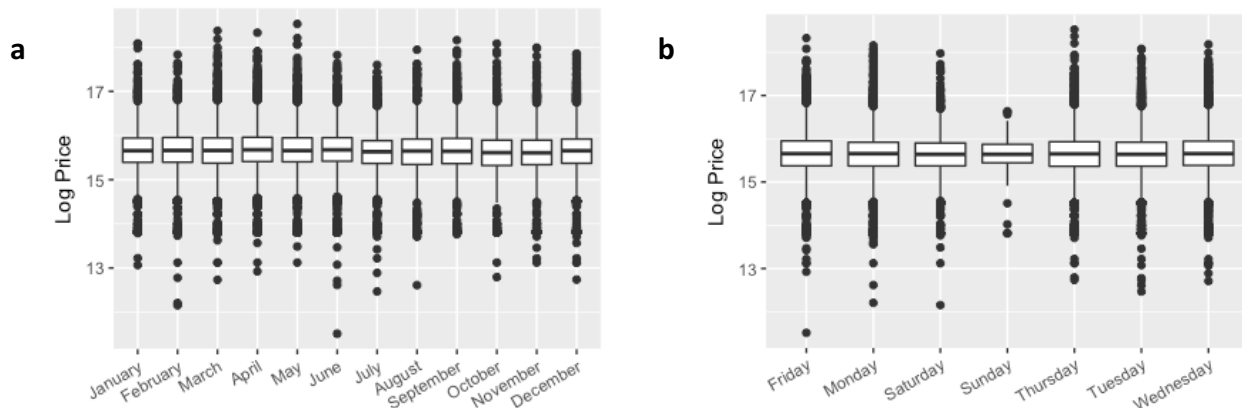 a
Log Price
17
15
13
January
February
March
April
May
June
July
August
September
October
November
December
b
Log Price
17
15
13
Friday
Monday
Saturday
Sunday
Thursday
Tuesday
Wednesday